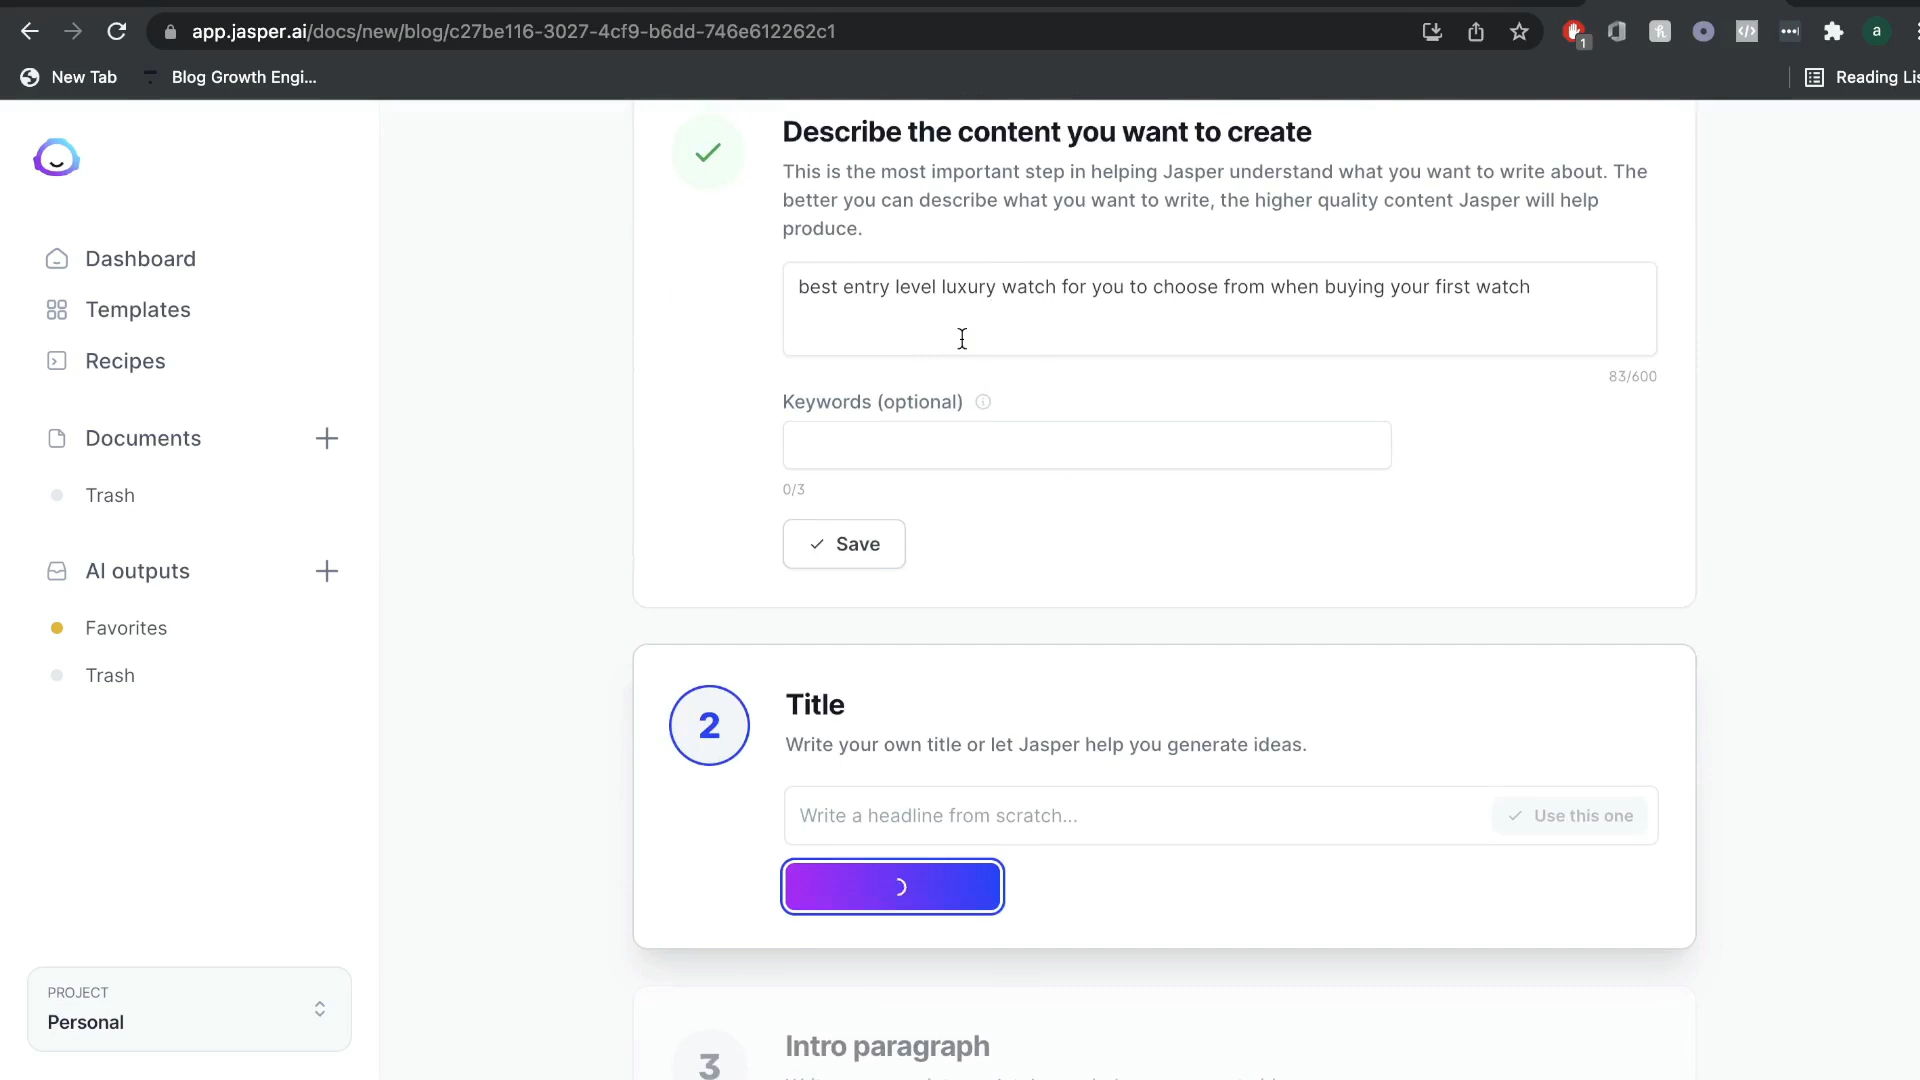 app.jasper.ai/docs/new/blog/c27be116-3027-4cf9-b6dd-746e612262c1
1
a
New Tab
Blog Growth Engi...
Reading Lis
Dashboard
Templates
Recipes
Documents
Trash
AI outputs
Favorites
Trash
PROJECT
Personal
Describe the content you want to create
This is the most important step in helping Jasper understand what you want to write about. The
better you can describe what you want to write, the higher quality content Jasper will help
produce.
best entry level luxury watch for you to choose from when buying your first watch
83/600
Keywords (optional)
0/3
Save
2
Title
Write your own title or let Jasper help you generate ideas.
Write a headline from scratch...
Use this one
3
Intro paragraph